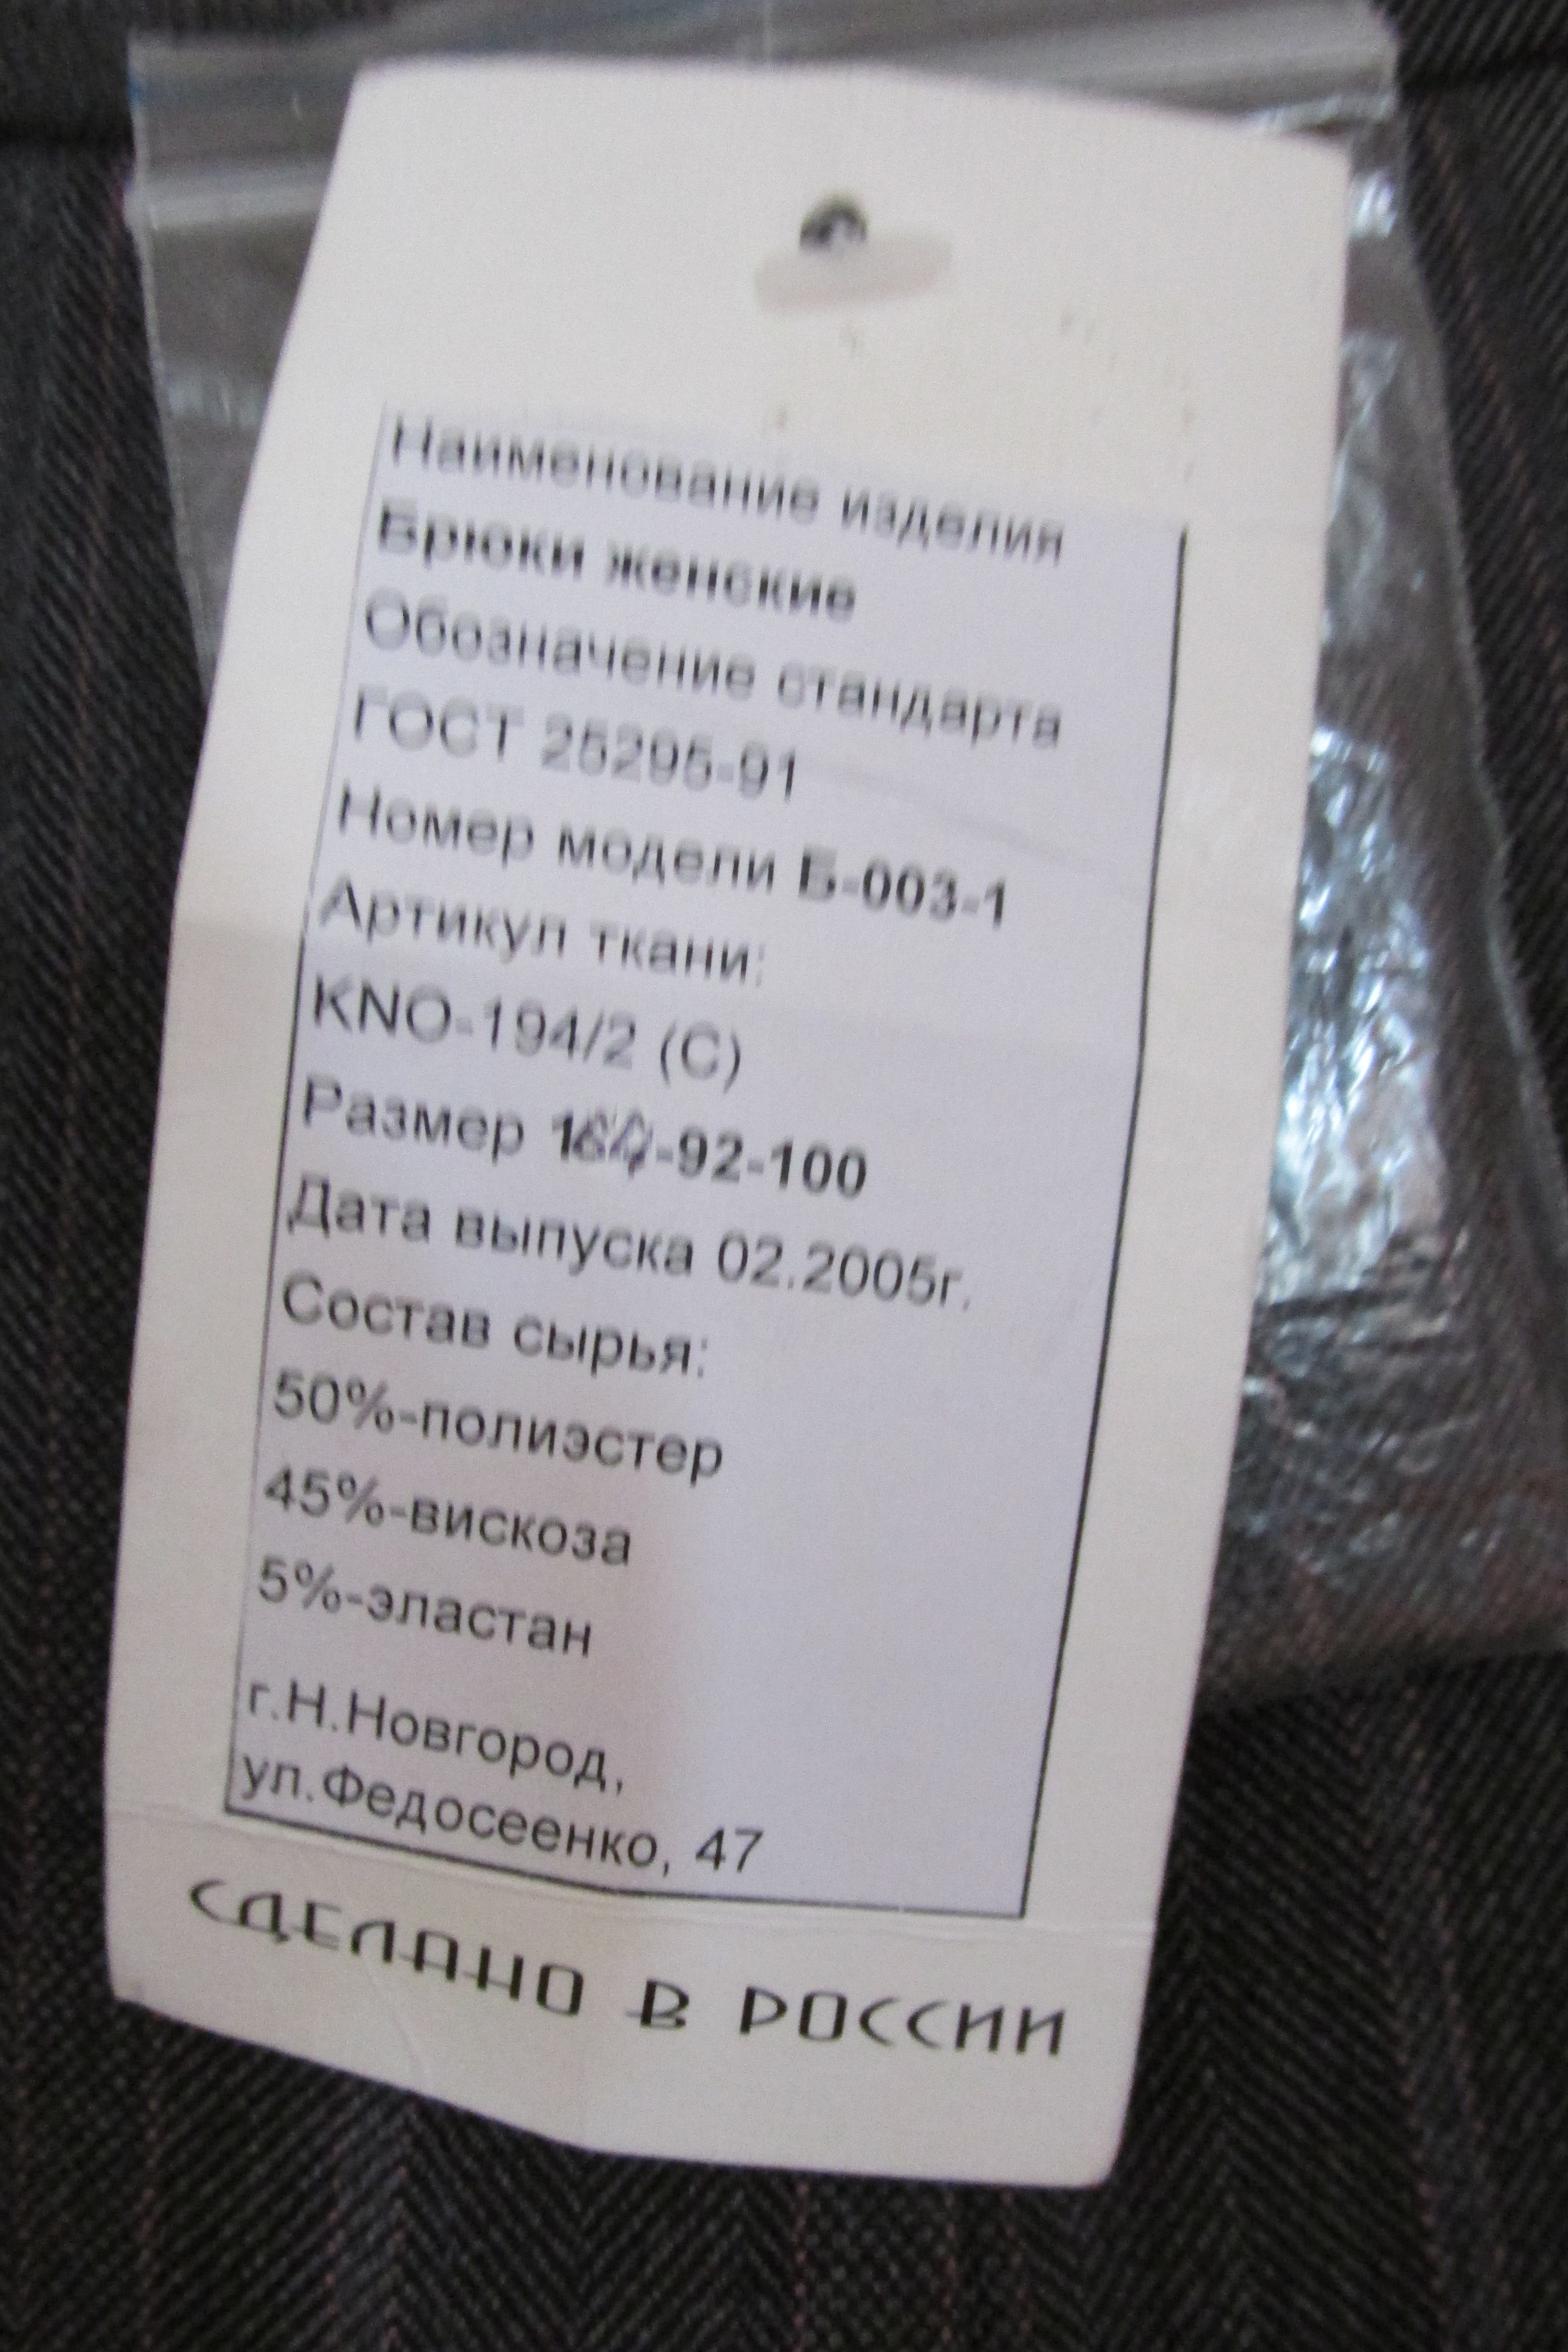 Наименование изделия
Брюки женские
Обозначение стандарта
ГОСТ 25295-91
Номер модели Б-003-1
Артикул ткани:
KNO-194/2 (С)
Размер 164-92-100
Дата выпуска 02.2005г.
Состав сырья:
50%-полиэстер
45%-вискоза
5%-эластан
г.Н.Новгород,
ул.Федосеенко, 47
СДЕЛАНО В РОССИИ